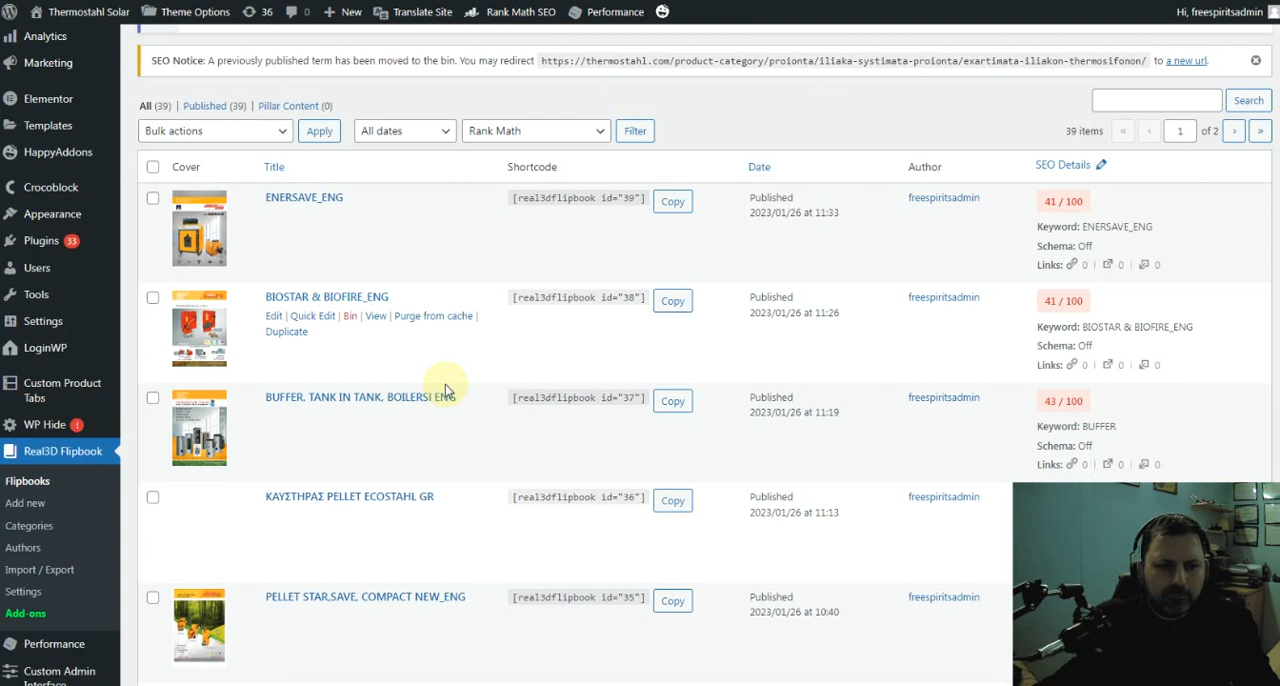 Thermostahl Solar Theme Options 36 0 New Translate Site Rank Math SEO Performance Hi, freespiritsadmin
Analytics
Marketing
Elementor
Templates
HappyAddons
Crocoblock
Appearance
Plugins 33
Users
Tools
Settings
LoginWP
Custom Product
Tabs
WP Hide 1
Real3D Flipbook
Flipbooks
Add new
Categories
Authors
Import / Export
Settings
Add-ons
Performance
Custom Admin
Interface
SEO Notice: A previously published term has been moved to the bin. You may redirect https://thermostahl.com/product-category/proionta/iliaka-systimata-proionta/exartimata-iliakon-thermosifonon/ to a new url.
All (39) | Published (39) | Pillar Content (0) Search
Bulk actions Apply All dates Rank Math Filter 39 items « ‹ 1 of 2 › »
Cover Title Shortcode Date Author SEO Details
ENERSAVE_ENG [real3dflipbook id="39"] Copy Published freespiritsadmin 41 / 100
2023/01/26 at 11:33
Keyword: ENERSAVE_ENG
Schema: Off
Links: 0 | 0 | 0
BIOSTAR & BIOFIRE_ENG [real3dflipbook id="38"] Copy Published freespiritsadmin 41 / 100
Edit | Quick Edit | Bin | View | Purge from cache | 2023/01/26 at 11:26
Duplicate Keyword: BIOSTAR & BIOFIRE_ENG
Schema: Off
Links: 0 | 0 | 0
BUFFER, TANK IN TANK, BOILERSI ENG [real3dflipbook id="37"] Copy Published freespiritsadmin 43 / 100
2023/01/26 at 11:19
Keyword: BUFFER
Schema: Off
Links: 0 | 0 | 0
ΚΑΥΣΤΗΡΑΣ PELLET ECOSTAHL GR [real3dflipbook id="36"] Copy Published freespiritsadmin
2023/01/26 at 11:13
PELLET STAR,SAVE, COMPACT NEW_ENG [real3dflipbook id="35"] Copy Published freespiritsadmin
2023/01/26 at 10:40